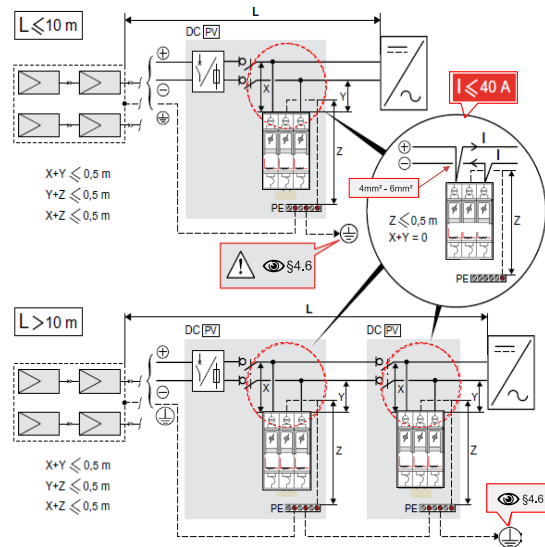 L ⩽ 10 m
L
DC PV
I ⩽ 40 A
X
Y
Z
PE
X+Y ⩽ 0,5 m
Y+Z ⩽ 0,5 m
X+Z ⩽ 0,5 m
§4.6
I
I
4mm² - 6mm²
Z ⩽ 0,5 m
X+Y = 0
Z
PE
L > 10 m
L
DC PV
DC PV
X
Y
Z
PE
X
Y
Z
PE
X+Y ⩽ 0,5 m
Y+Z ⩽ 0,5 m
X+Z ⩽ 0,5 m
§4.6